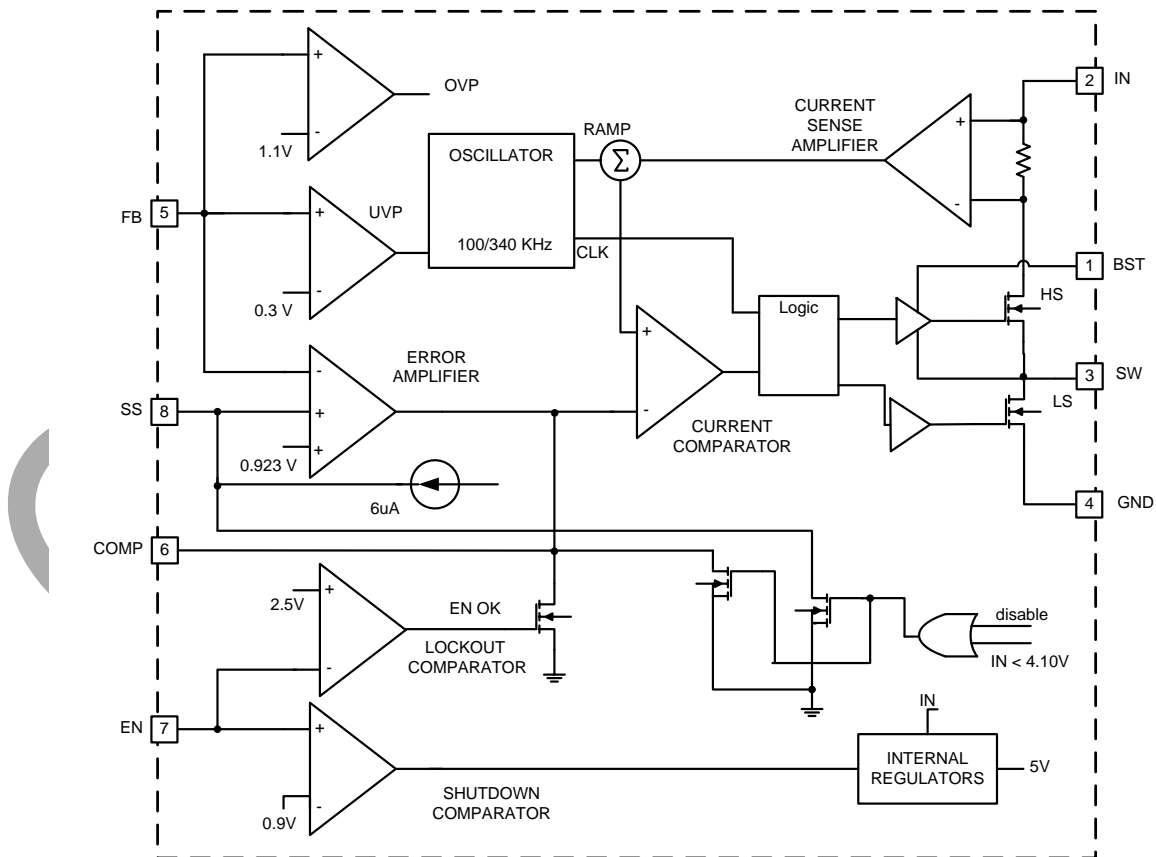 OVP
1.1V
RAMP
CURRENT
SENSE
AMPLIFIER
2
IN
+
-
OSCILLATOR
Σ
100/340 KHz
CLK
FB
5
UVP
+
-
0.3 V
+
-
1
BST
HS
Logic
ERROR
AMPLIFIER
-
+
+
0.923 V
SS
8
+
-
CURRENT
COMPARATOR
3
SW
LS
6uA
4
GND
COMP
6
2.5V
+
-
EN OK
LOCKOUT
COMPARATOR
disable
IN < 4.10V
EN
7
+
-
0.9V
SHUTDOWN
COMPARATOR
IN
INTERNAL
REGULATORS
5V